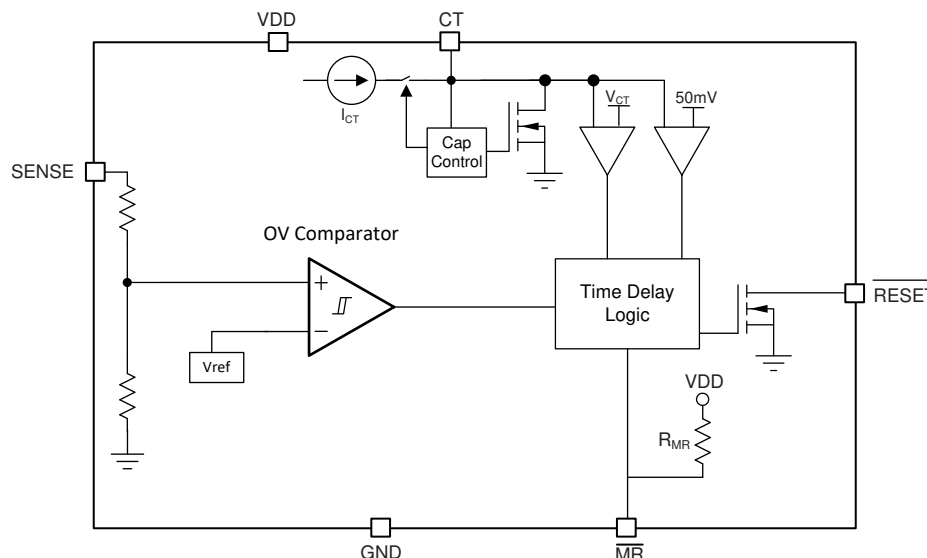 VDD
CT
I_CT
V_CT
50mV
Cap
Control
SENSE
OV Comparator
+
−
Vref
Time Delay
Logic
RESET
VDD
R_MR
GND
MR